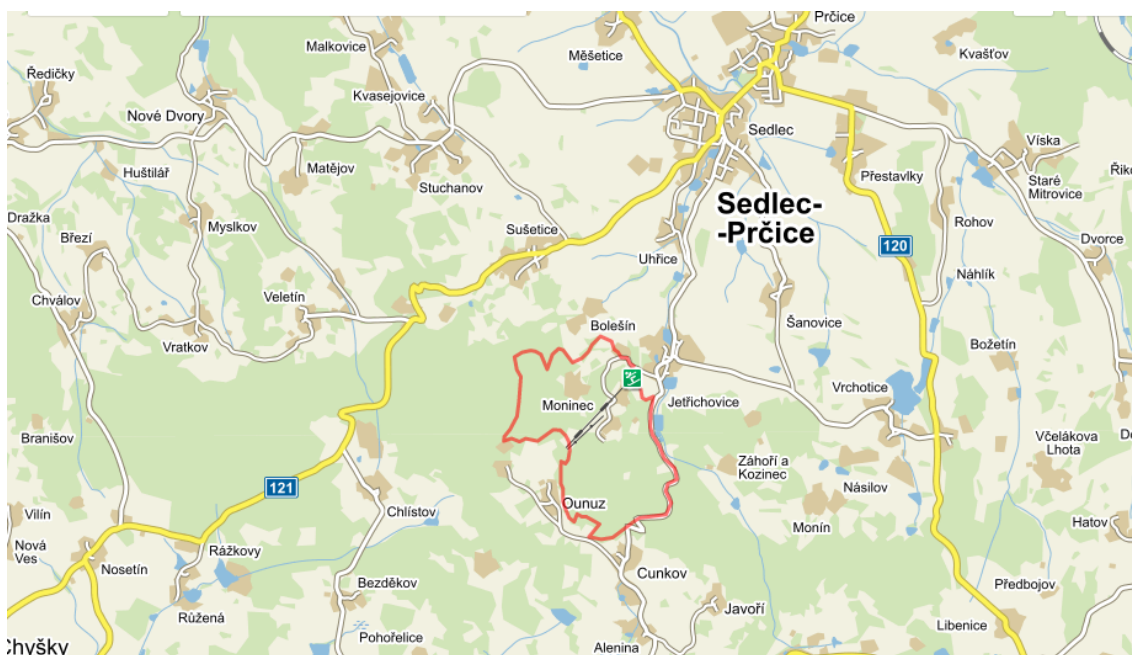 Prčice
Malkovice
Měšetice
Kvašťov
Ředičky
Kvasejovice
Nové Dvory
Sedlec
Víska
Huštilář
Matějov
Stuchanov
Přestavlky
Staré
Mitrovice
Sedlec-
-Prčice
Dražka
Myslkov
Rohov
Březí
Sušetice
Dvorce
120
Uhřice
Náhlík
Chválov
Veletín
Šanovice
Bolešín
Božetín
Vratkov
Vrchotice
Moninec
Jetřichovice
Branišov
Včelákova
Lhota
Záhoří a
Kozinec
121
Násilov
Ounuz
Vilín
Chlístov
Monín
Hatov
Nová
Ves
Rážkovy
Nosetín
Cunkov
Bezděkov
Předbojov
Javoří
Růžená
Libenice
Pohořelice
Alenina
Chyšky